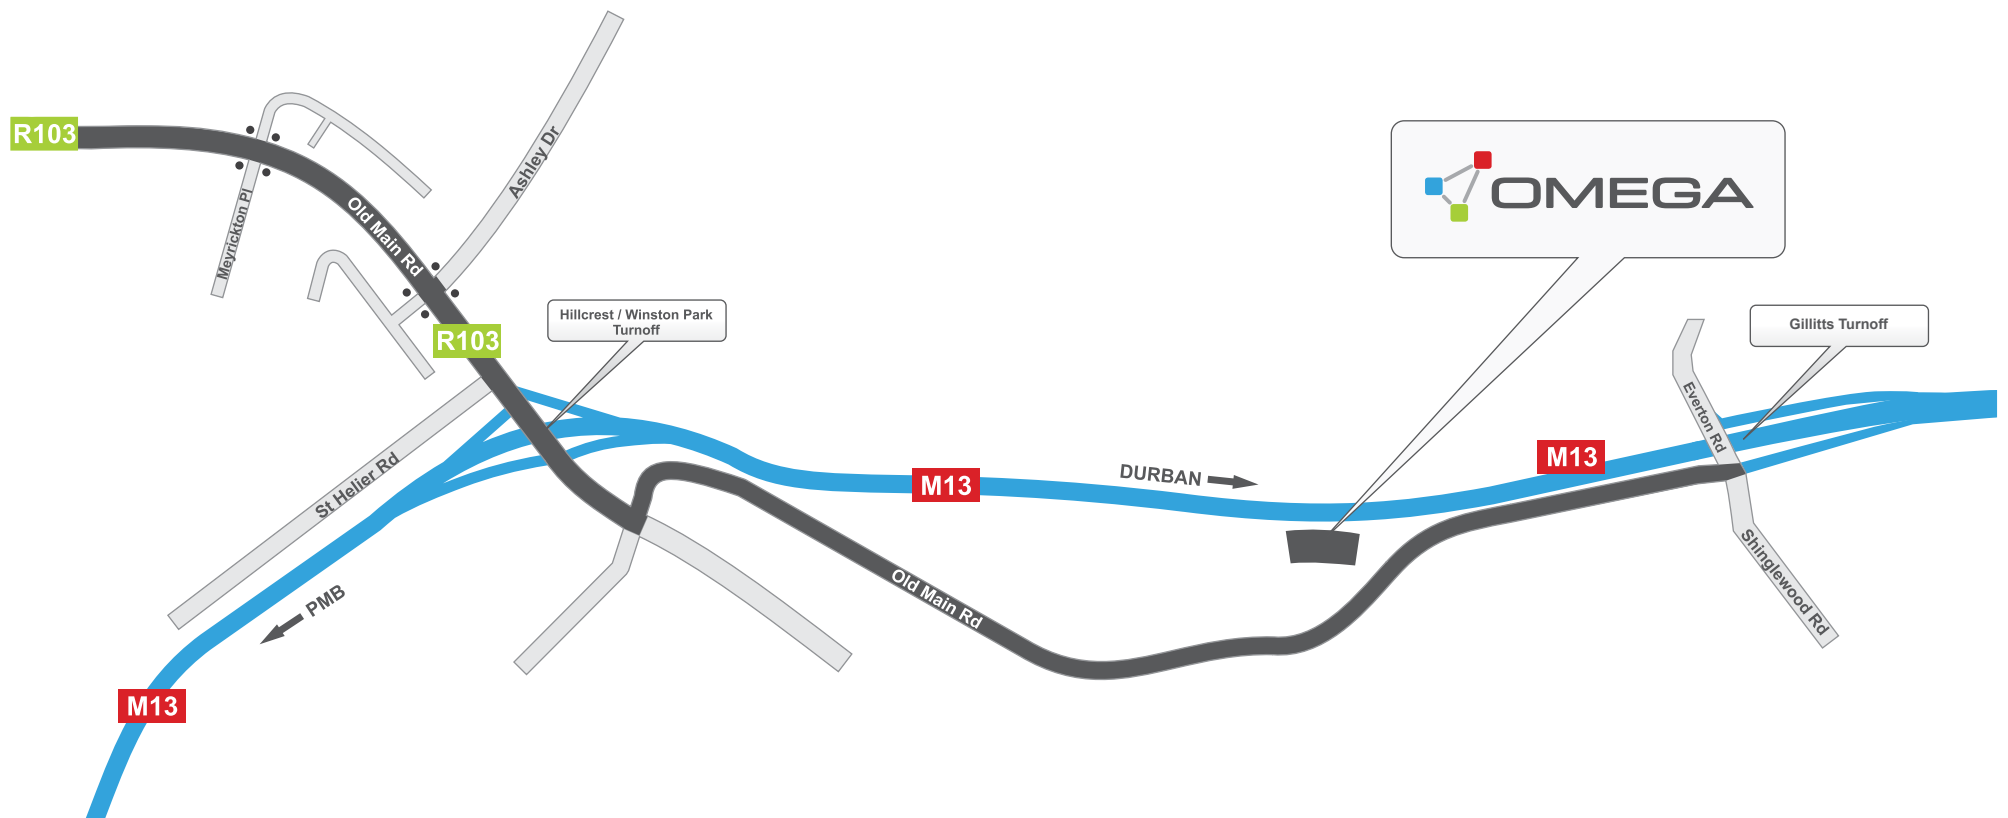 R103
Ashley Dr
Meyrickton Pl
Old Main Rd
OMEGA
R103
Hillcrest / Winston Park
Turnoff
Gillitts Turnoff
Everton Rd
St Helier Rd
M13
DURBAN
M13
PMB
Old Main Rd
Shinglewood Rd
M13